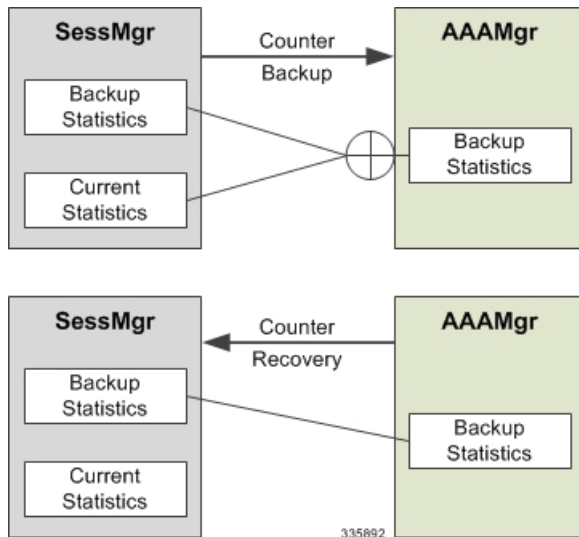 SessMgr
Counter
Backup
AAAMgr
Backup
Statistics
Current
Statistics
Backup
Statistics
SessMgr
Counter
Recovery
AAAMgr
Backup
Statistics
Current
Statistics
Backup
Statistics
335892